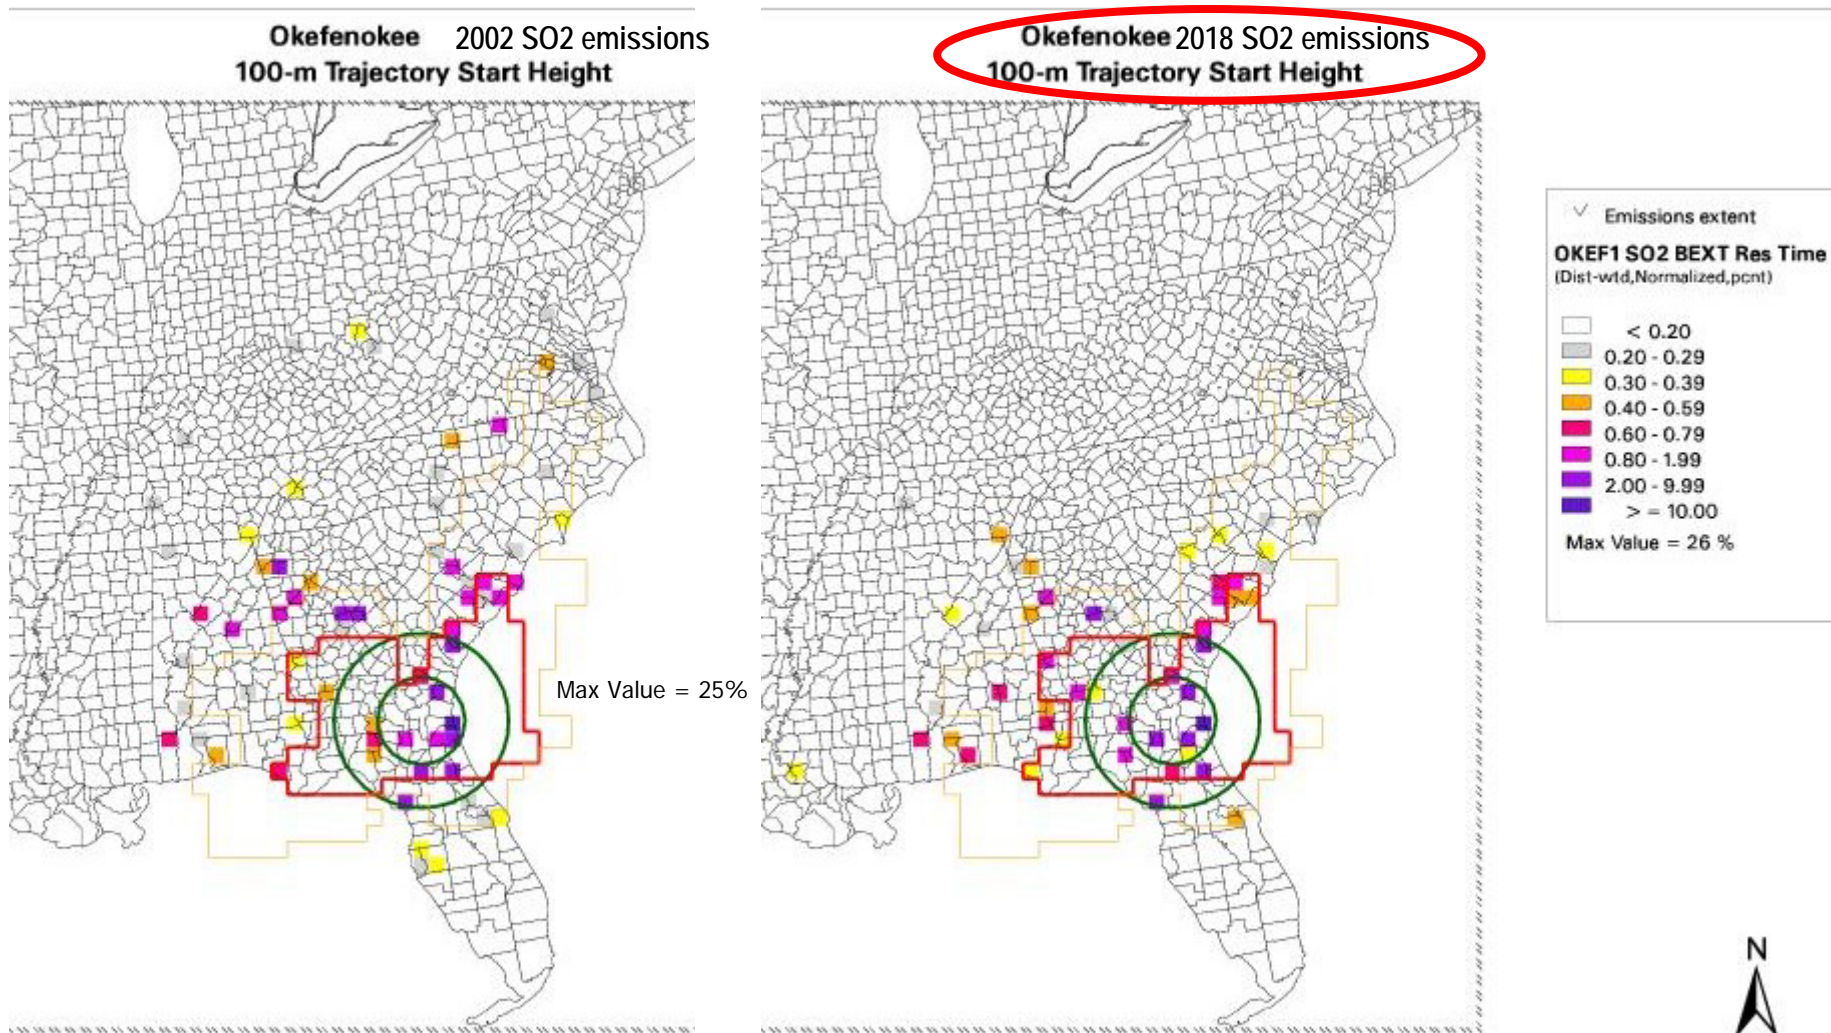 Okefenokee 2002 SO2 emissions
100-m Trajectory Start Height
Max Value = 25%
Okefenokee 2018 SO2 emissions
100-m Trajectory Start Height
Emissions extent
OKEF1 SO2 BEXT Res Time
(Dist-wtd,Normalized,pcnt)
< 0.20
0.20 - 0.29
0.30 - 0.39
0.40 - 0.59
0.60 - 0.79
0.80 - 1.99
2.00 - 9.99
> = 10.00
Max Value = 26 %
N